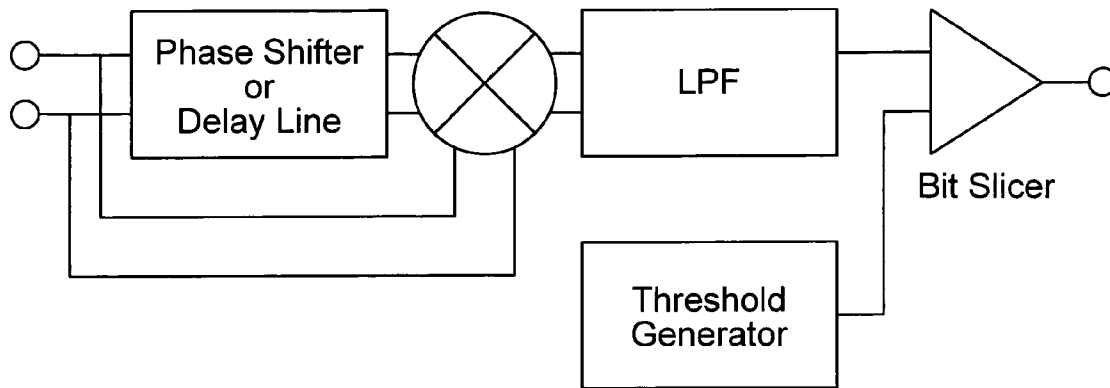 Phase Shifter
or
Delay Line
LPF
Bit Slicer
Threshold
Generator